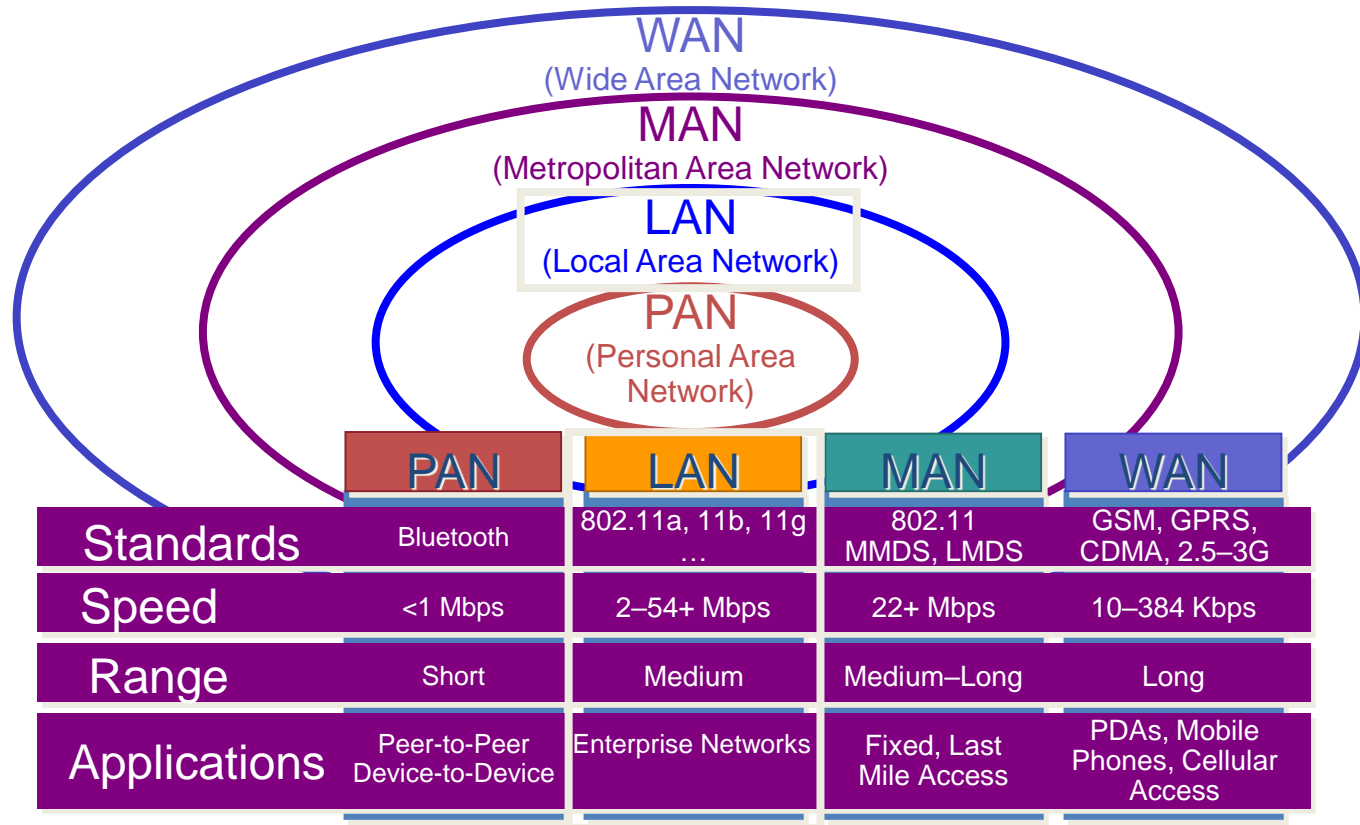 WAN
(Wide Area Network)
MAN
(Metropolitan Area Network)
LAN
(Local Area Network)
PAN
(Personal Area
Network)
PAN LAN MAN WAN
Standards
Bluetooth
802.11a, 11b, 11g
…
802.11
MMDS, LMDS
GSM, GPRS,
CDMA, 2.5–3G
Speed
<1 Mbps
2–54+ Mbps
22+ Mbps
10–384 Kbps
Range
Short
Medium
Medium–Long
Long
Applications
Peer-to-Peer
Device-to-Device
Enterprise Networks
Fixed, Last
Mile Access
PDAs, Mobile
Phones, Cellular
Access